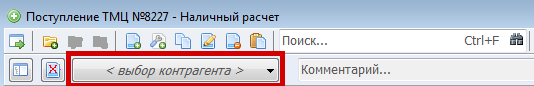 Поступление ТМЦ №8227 - Наличный расчет
Поиск... Ctrl+F
< выбор контрагента > Комментарий...